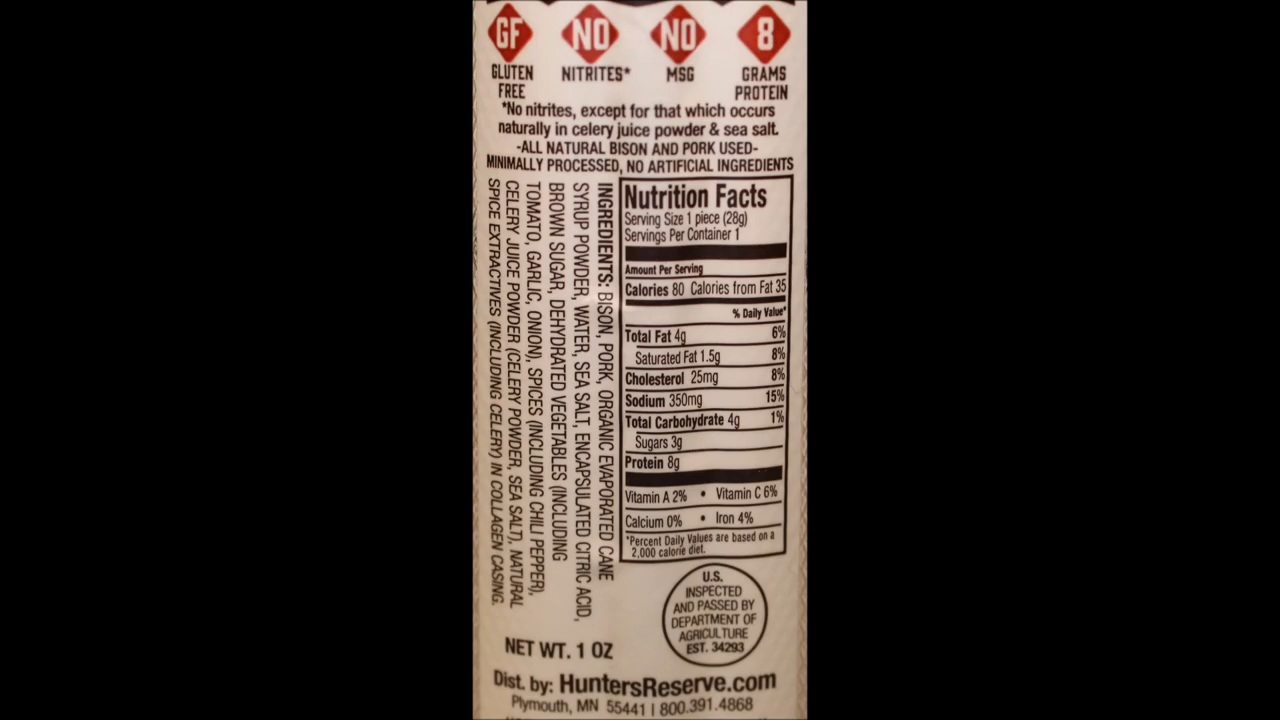 GF NO NO 8
GLUTEN FREE NITRITES* MSG GRAMS PROTEIN
*No nitrites, except for that which occurs
naturally in celery juice powder & sea salt.
-ALL NATURAL BISON AND PORK USED-
MINIMALLY PROCESSED, NO ARTIFICIAL INGREDIENTS
INGREDIENTS: BISON, PORK, ORGANIC EVAPORATED CANE
SYRUP POWDER, WATER, SEA SALT, ENCAPSULATED CITRIC ACID,
BROWN SUGAR, DEHYDRATED VEGETABLES (INCLUDING
TOMATO, GARLIC, ONION), SPICES (INCLUDING CHILI PEPPER),
CELERY JUICE POWDER (CELERY POWDER, SEA SALT), NATURAL
SPICE EXTRACTIVES (INCLUDING CELERY) IN COLLAGEN CASING.
Nutrition Facts
Serving Size 1 piece (28g)
Servings Per Container 1
Amount Per Serving
Calories 80 Calories from Fat 35
% Daily Value*
Total Fat 4g 6%
Saturated Fat 1.5g 8%
Cholesterol 25mg 8%
Sodium 350mg 15%
Total Carbohydrate 4g 1%
Sugars 3g
Protein 8g
Vitamin A 2% • Vitamin C 6%
Calcium 0% • Iron 4%
*Percent Daily Values are based on a
2,000 calorie diet.
U.S.
INSPECTED
AND PASSED BY
DEPARTMENT OF
AGRICULTURE
EST. 34293
NET WT. 1 OZ
Dist. by: HuntersReserve.com
Plymouth, MN 55441 | 800.391.4868